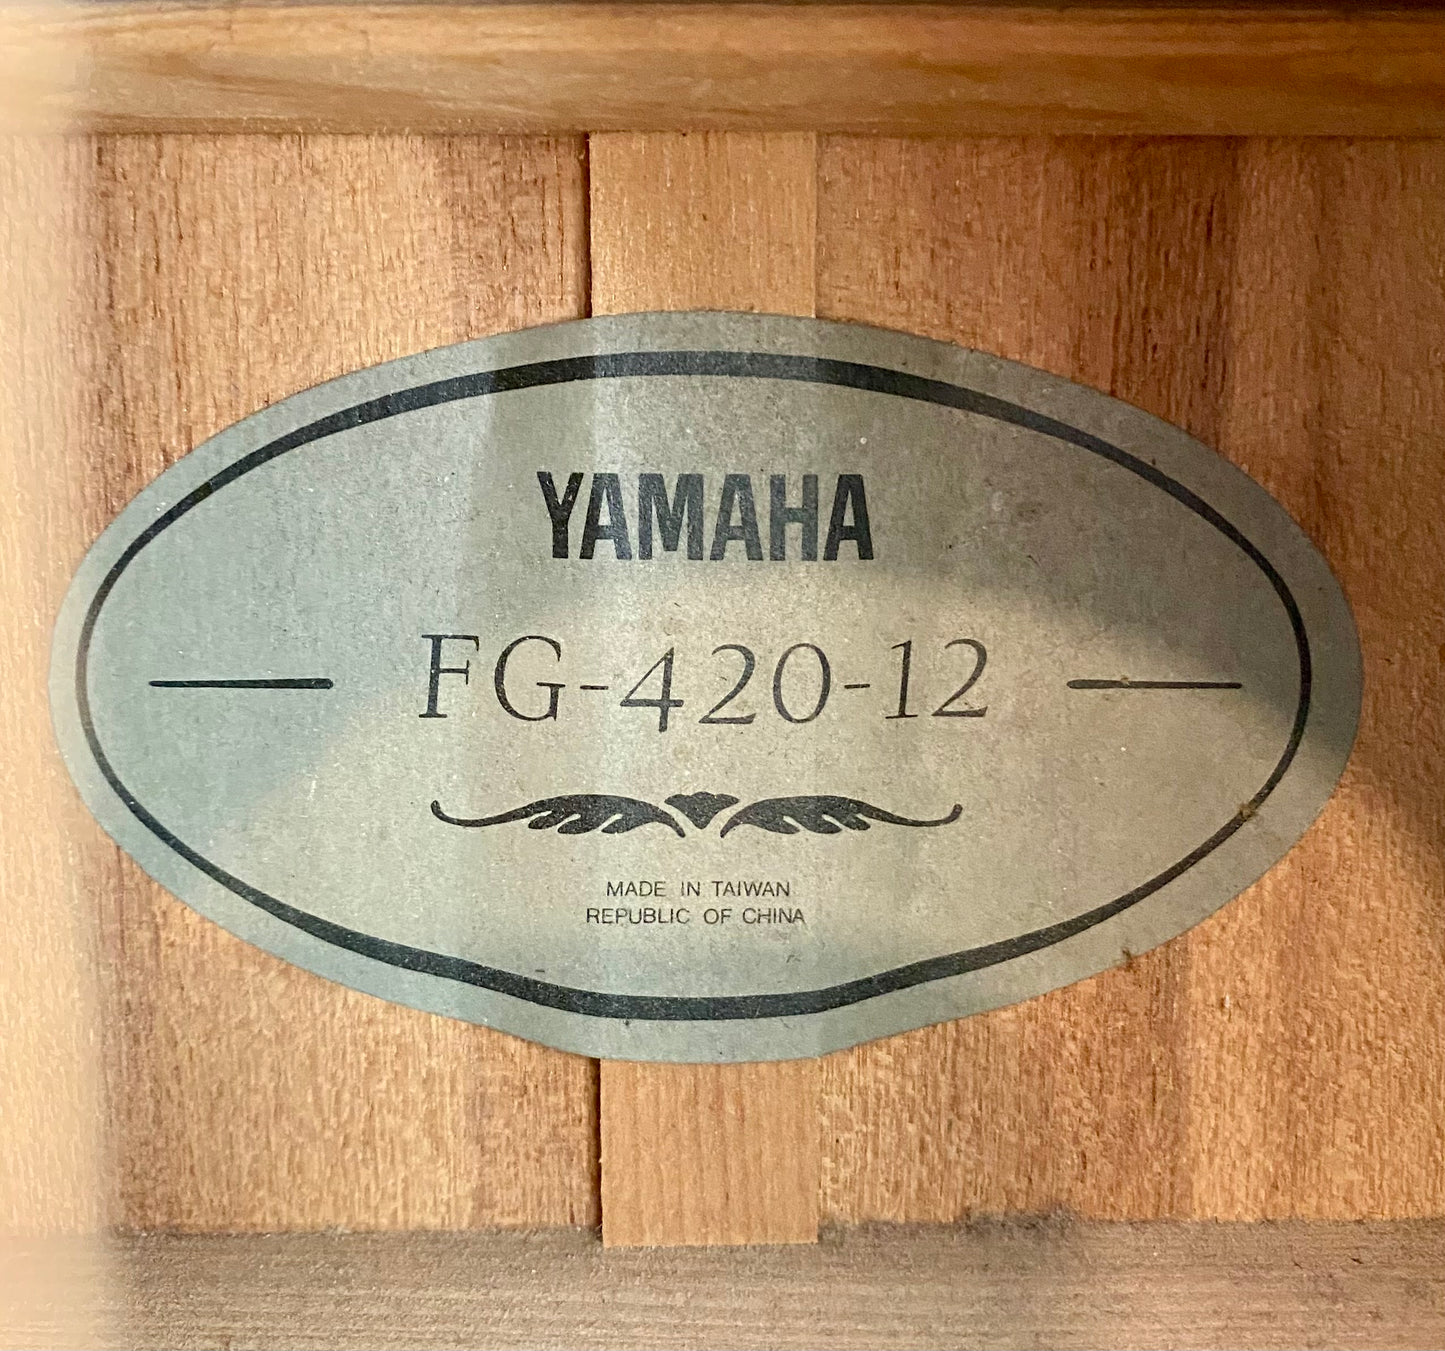 YAMAHA
FG-420-12
MADE IN TAIWAN
REPUBLIC OF CHINA